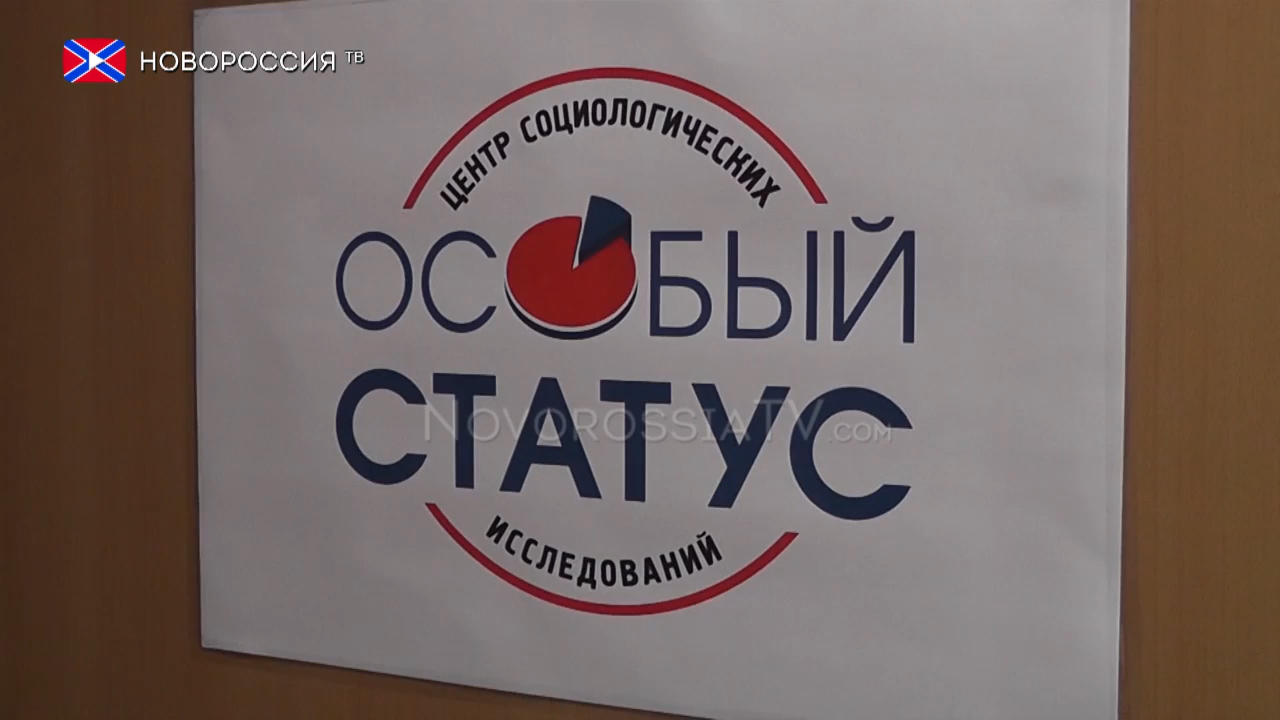 НОВОРОССИЯ ТВ
ЦЕНТР СОЦИОЛОГИЧЕСКИХ
ОСОБЫЙ
СТАТУС
NOVOROSSIATV.COM
ИССЛЕДОВАНИЙ